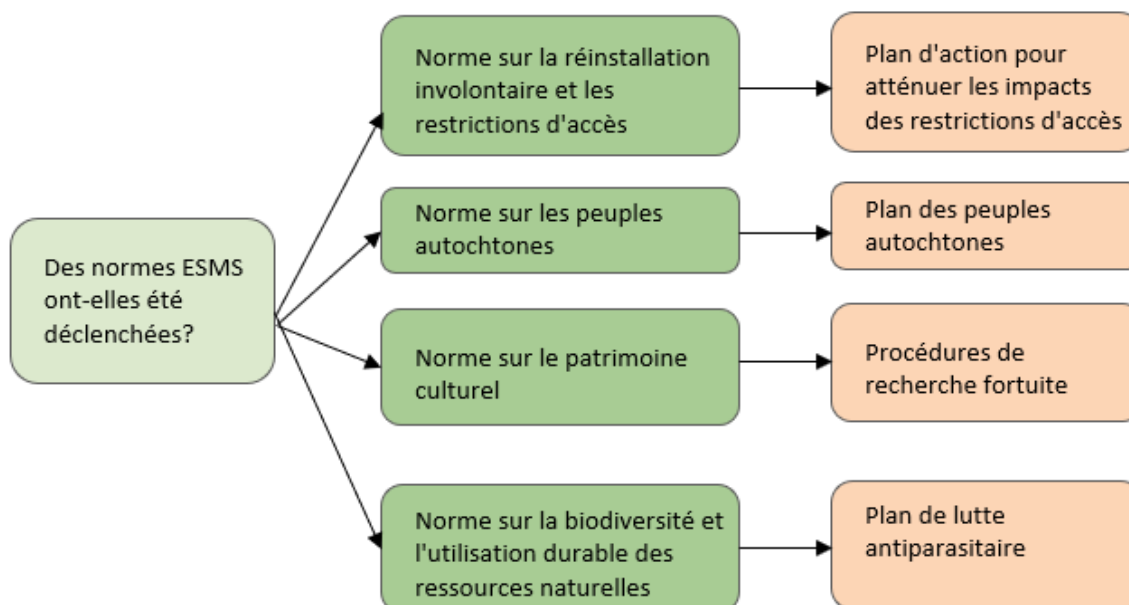 Des normes ESMS
ont-elles été
déclenchées?
Norme sur la réinstallation
involontaire et les
restrictions d'accès
Plan d'action pour
atténuer les impacts
des restrictions d'accès
Norme sur les peuples
autochtones
Plan des peuples
autochtones
Norme sur le patrimoine
culturel
Procédures de
recherche fortuite
Norme sur la biodiversité et
l'utilisation durable des
ressources naturelles
Plan de lutte
antiparasitaire